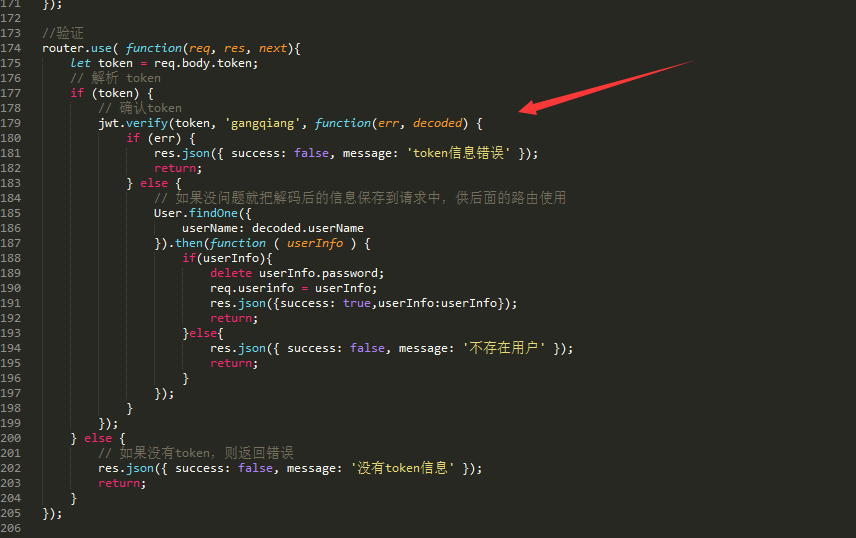 171 });
172
173 //验证
174 router.use( function(req, res, next){
175     let token = req.body.token;
176     // 解析 token
177     if (token) {
178         // 确认token
179         jwt.verify(token, 'gangqiang', function(err, decoded) {
180             if (err) {
181                 res.json({ success: false, message: 'token信息错误' });
182                 return;
183             } else {
184                 // 如果没问题就把解码后的信息保存到请求中，供后面的路由使用
185                 User.findOne({
186                     userName: decoded.userName
187                 }).then(function ( userInfo ) {
188                     if(userInfo){
189                         delete userInfo.password;
190                         req.userinfo = userInfo;
191                         res.json({success: true,userInfo:userInfo});
192                         return;
193                     }else{
194                         res.json({ success: false, message: '不存在用户' });
195                         return;
196                     }
197                 });
198             }
199         });
200     } else {
201         // 如果没有token，则返回错误
202         res.json({ success: false, message: '没有token信息' });
203         return;
204     }
205 });
206